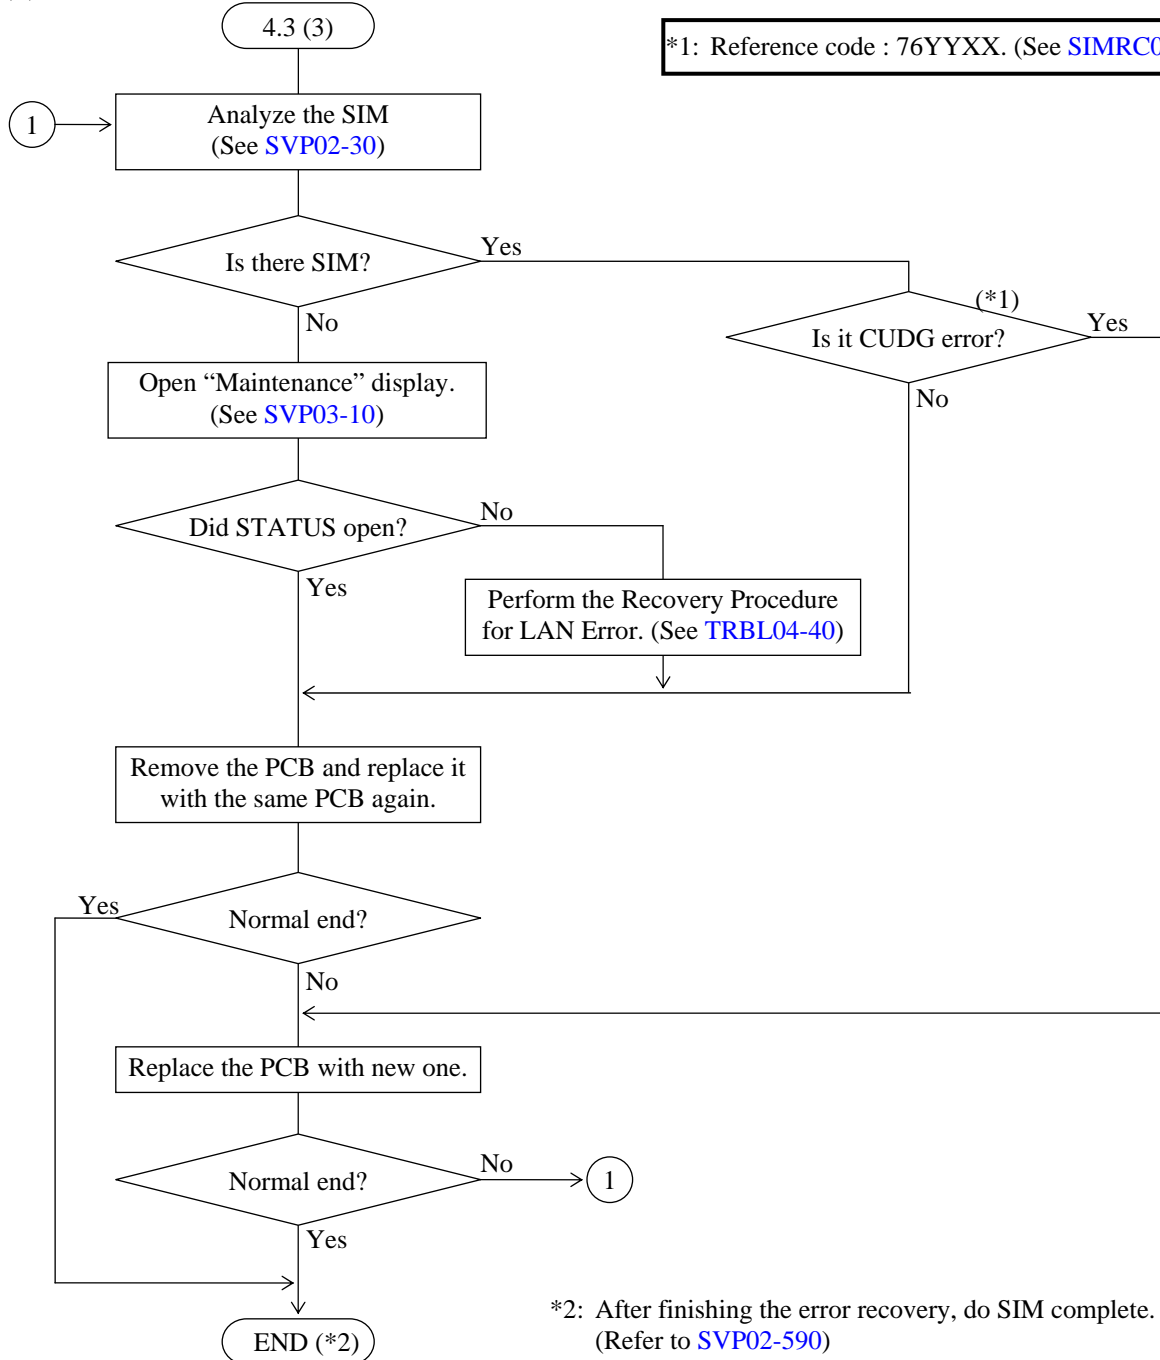 4.3 (3)
*1: Reference code : 76YYXX. (See SIMRC0
1
Analyze the SIM
(See SVP02-30)
Is there SIM?
Yes
No
(*1)
Is it CUDG error?
Yes
No
Open “Maintenance” display.
(See SVP03-10)
Did STATUS open?
No
Yes
Perform the Recovery Procedure
for LAN Error. (See TRBL04-40)
Remove the PCB and replace it
with the same PCB again.
Normal end?
Yes
No
Replace the PCB with new one.
Normal end?
No
1
Yes
END (*2)
*2: After finishing the error recovery, do SIM complete.
(Refer to SVP02-590)